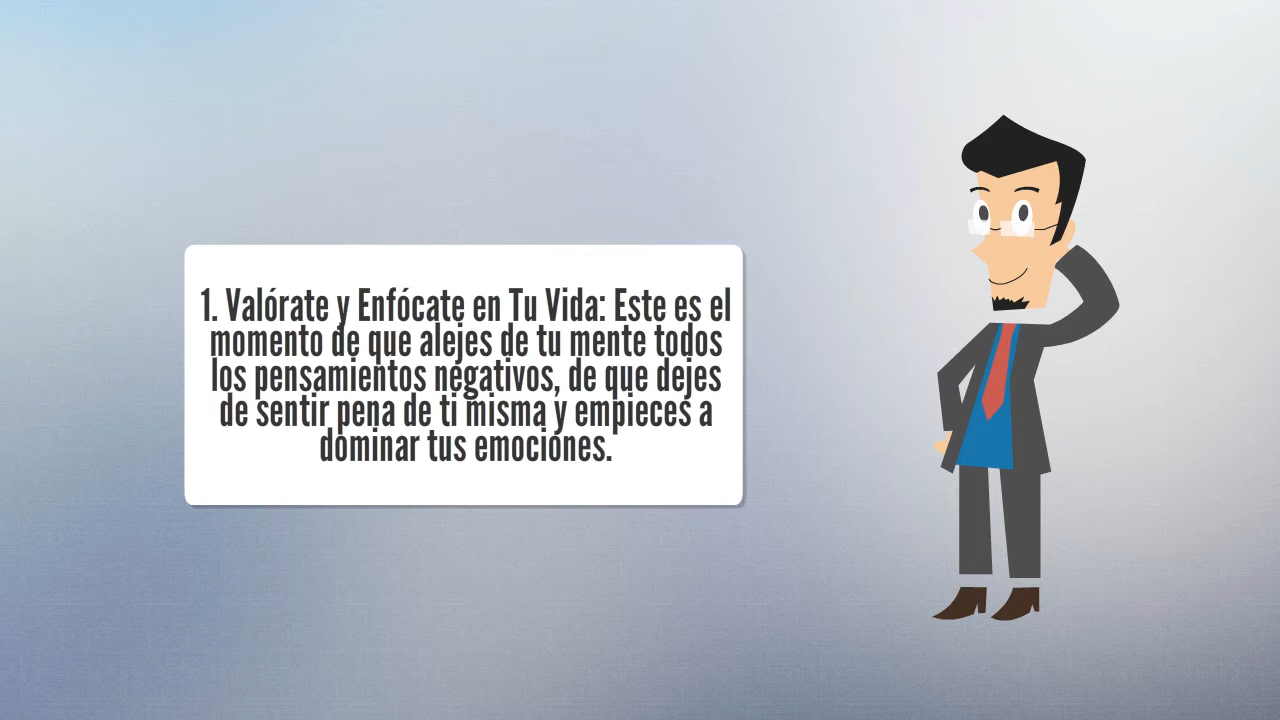 1. Valórate y Enfócate en Tu Vida: Este es el
momento de que alejes de tu mente todos
los pensamientos negativos, de que dejes
de sentir pena de ti misma y empieces a
dominar tus emociones.